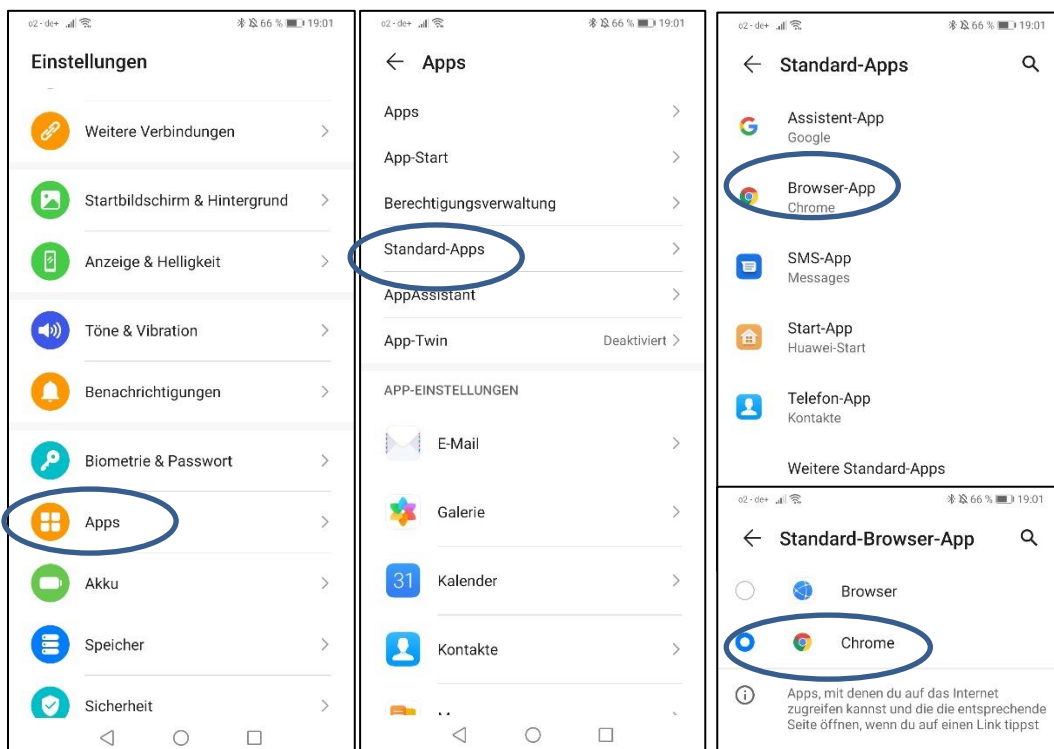 o2 - de+ 66 % 19:01
Einstellungen
Weitere Verbindungen
Startbildschirm & Hintergrund
Anzeige & Helligkeit
Töne & Vibration
Benachrichtigungen
Biometrie & Passwort
Apps
Akku
Speicher
Sicherheit
o2 - de+ 66 % 19:01
Apps
Apps
App-Start
Berechtigungsverwaltung
Standard-Apps
AppAssistant
App-Twin Deaktiviert
APP-EINSTELLUNGEN
E-Mail
Galerie
31 Kalender
Kontakte
o2 - de+ 66 % 19:01
Standard-Apps
Assistent-App
Google
Browser-App
Chrome
SMS-App
Messages
Start-App
Huawei-Start
Telefon-App
Kontakte
Weitere Standard-Apps
o2 - de+ 66 % 19:01
Standard-Browser-App
Browser
Chrome
Apps, mit denen du auf das Internet
zugreifen kannst und die die entsprechende
Seite öffnen, wenn du auf einen Link tippst